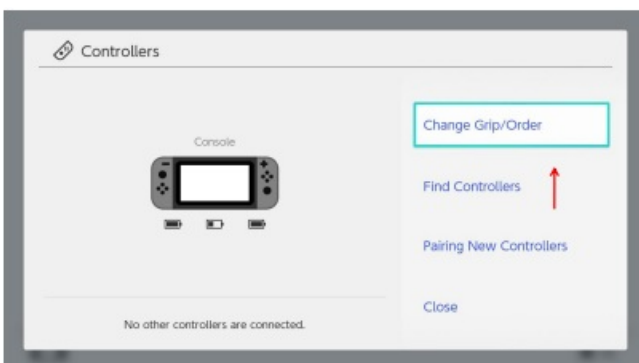 Controllers
Console
No other controllers are connected.
Change Grip/Order
Find Controllers
Pairing New Controllers
Close